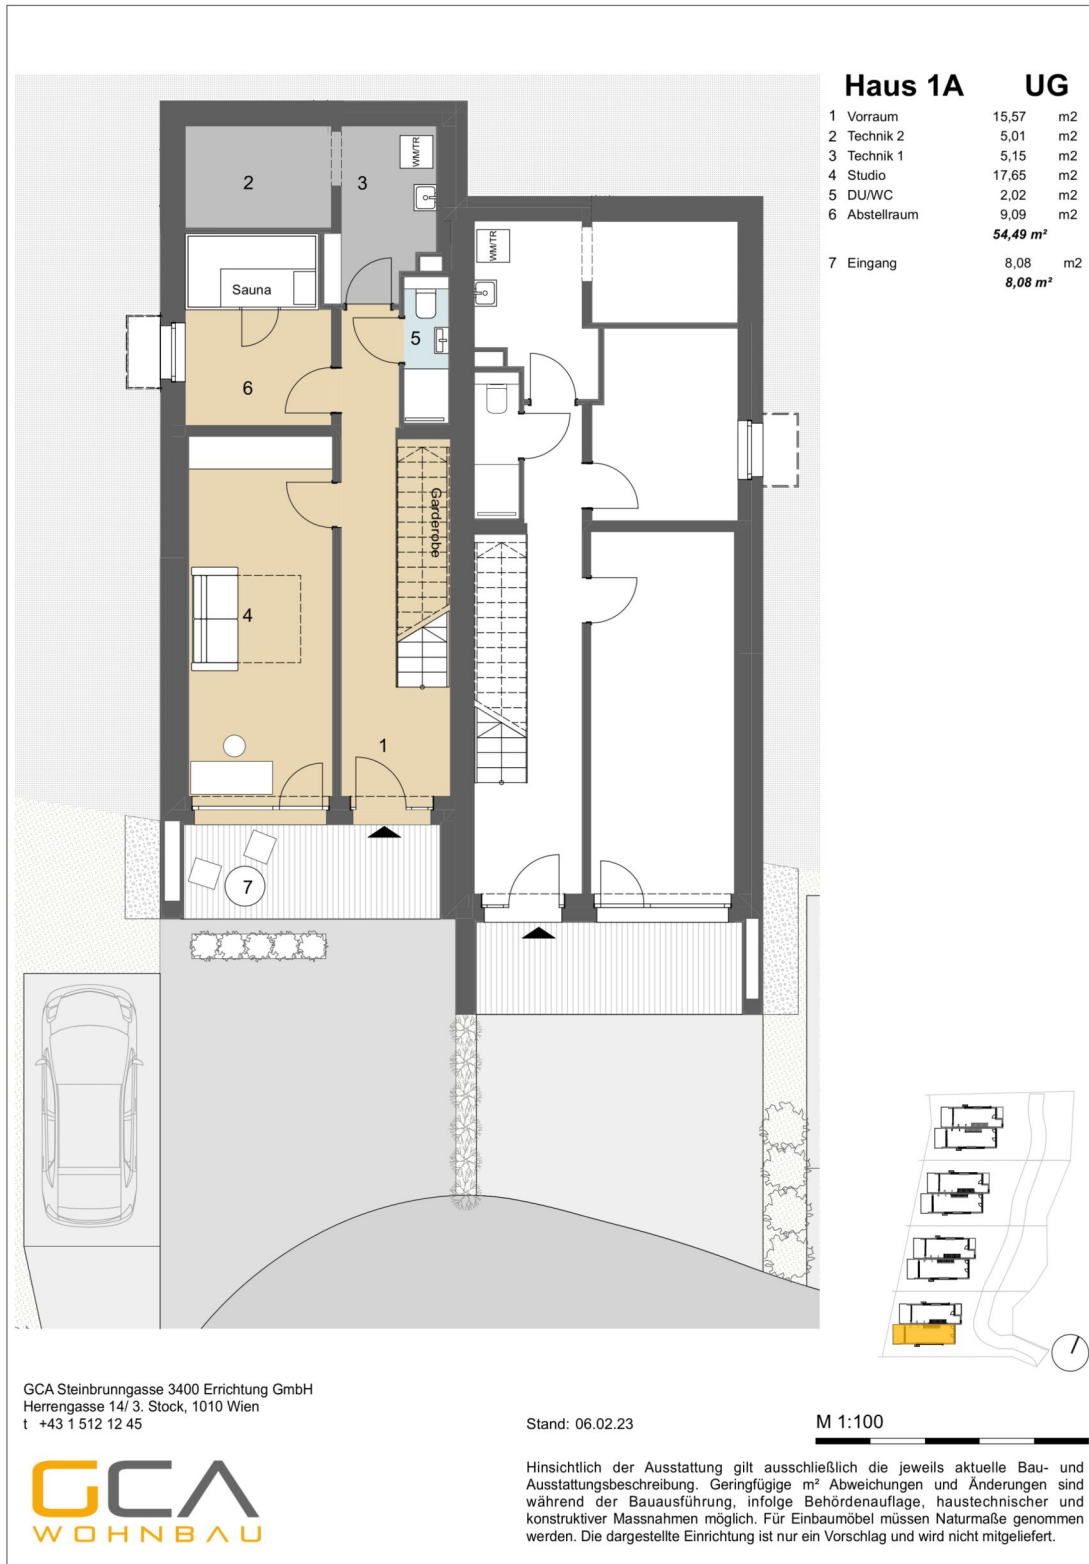 Haus 1A UG
1 Vorraum 15,57 m2
2 Technik 2 5,01 m2
3 Technik 1 5,15 m2
4 Studio 17,65 m2
5 DU/WC 2,02 m2
6 Abstellraum 9,09 m2
54,49 m²
7 Eingang 8,08 m2
8,08 m²
2
3
WM/TR
WM/TR
Sauna
5
6
Garderobe
4
1
7
GCA Steinbrunngasse 3400 Errichtung GmbH
Herrengasse 14/ 3. Stock, 1010 Wien
t +43 1 512 12 45
Stand: 06.02.23
M 1:100
GCA
WOHNBAU
Hinsichtlich der Ausstattung gilt ausschließlich die jeweils aktuelle Bau- und
Ausstattungsbeschreibung. Geringfügige m² Abweichungen und Änderungen sind
während der Bauausführung, infolge Behördenauflage, haustechnischer und
konstruktiver Massnahmen möglich. Für Einbaumöbel müssen Naturmaße genommen
werden. Die dargestellte Einrichtung ist nur ein Vorschlag und wird nicht mitgeliefert.